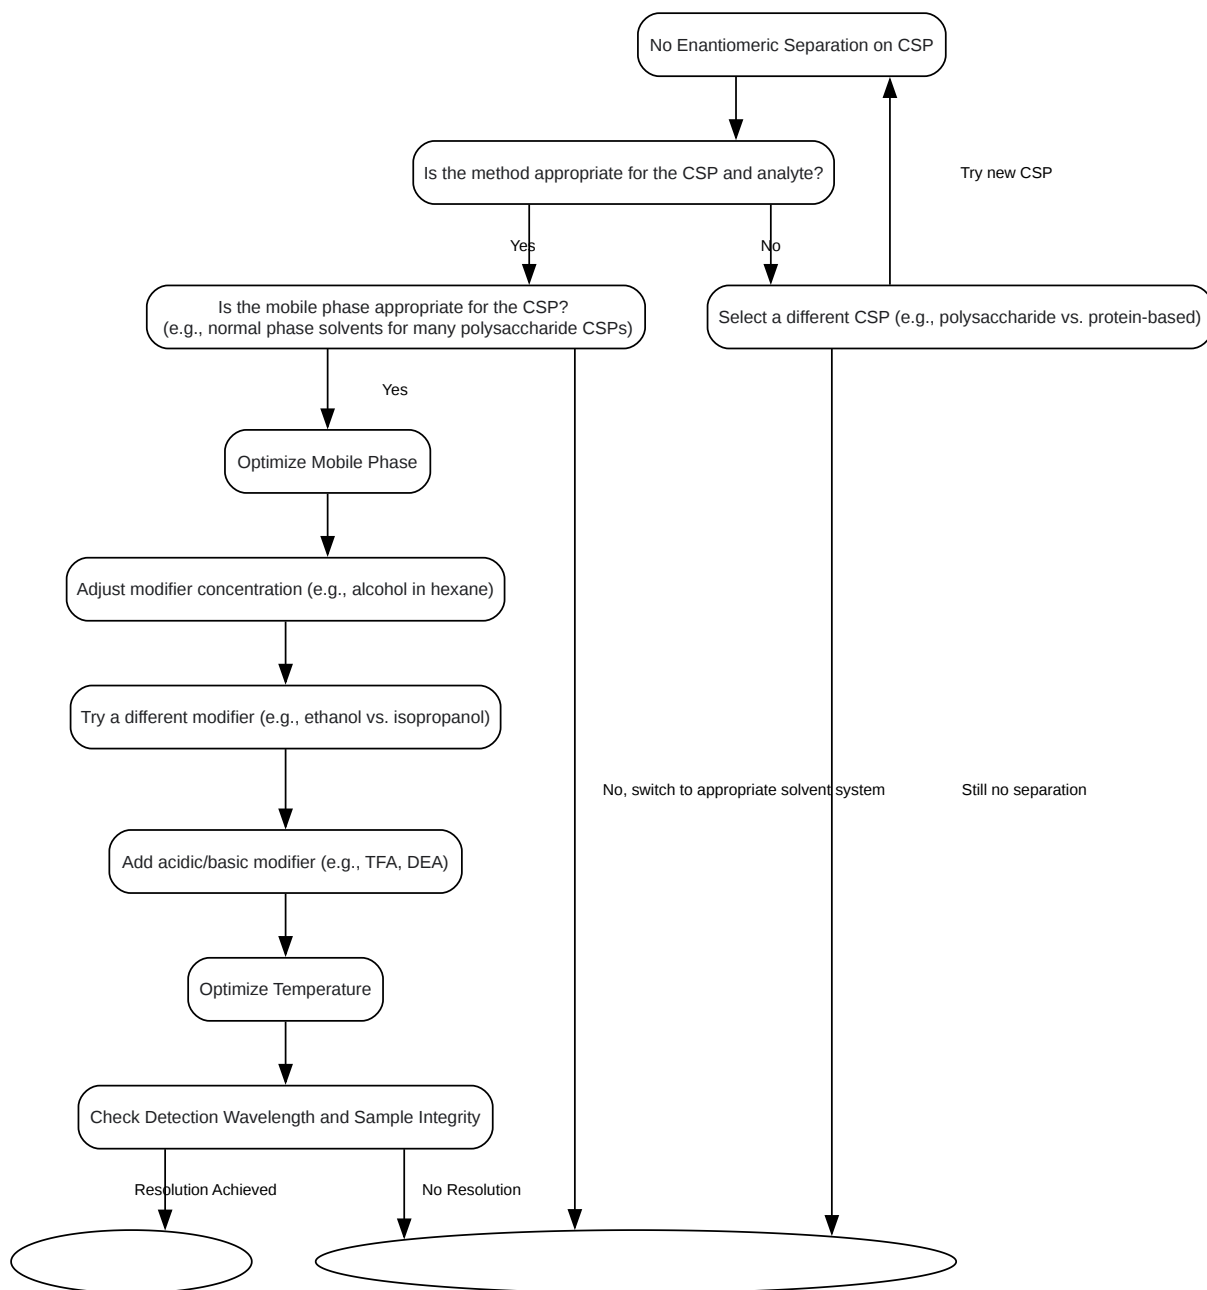 No Enantiomeric Separation on CSP
Is the method appropriate for the CSP and analyte?
Try new CSP
Yes
No
Is the mobile phase appropriate for the CSP?
(e.g., normal phase solvents for many polysaccharide CSPs)
Select a different CSP (e.g., polysaccharide vs. protein-based)
Yes
Optimize Mobile Phase
Adjust modifier concentration (e.g., alcohol in hexane)
Try a different modifier (e.g., ethanol vs. isopropanol)
No, switch to appropriate solvent system
Still no separation
Add acidic/basic modifier (e.g., TFA, DEA)
Optimize Temperature
Check Detection Wavelength and Sample Integrity
Resolution Achieved
No Resolution